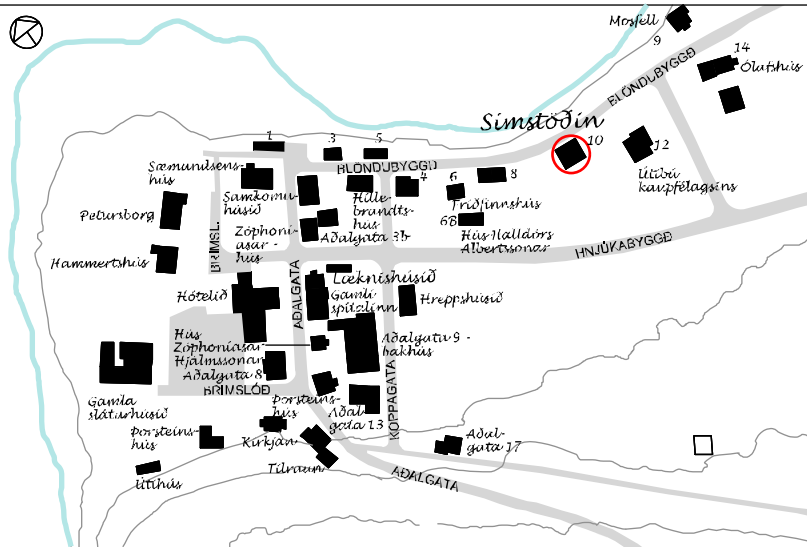 Mosfell
9
14
Ólafshús
BLÖNDUBYGGÐ
Símstöðin
10
12
Útibú
kaupfélagsins
1
3
5
BLÖNDUBYGGÐ
Sæmundsens-
hús
Samkomu-
húsið
Hille-
brandts-
hús
4
6
8
Friðfinnshús
6B
Hús Halldórs
Albertssonar
Pétursborg
Zóphoní-
asar -
hús
Aðalgata 3b
BRIMSL.
HNJÚKABYGGÐ
Hammertshús
AÐALGATA
Læknishúsið
Gamli
spítalinn
Hreppshúsið
Hótelið
Hús
Zóphoníasar
Hjálmssonar
Aðalgata 8
Aðalgata 9 -
bakhús
BRIMSLÓÐ
KOPPAGATA
Gamla
sláturhúsið
Þorsteins-
hús
Aðal-
gata 13
Þorsteins-
hús
Kirkjan
Tilraun
Aðal-
gata 17
Útihús
AÐALGATA